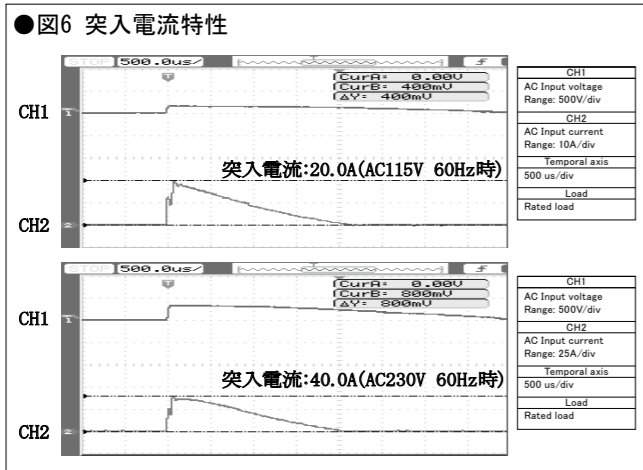 ●図6 突入電流特性
STOP 500.0us/
CurA= 0.00V
CurB= 400mV
ΔY= 400mV
CH1
突入電流:20.0A(AC115V 60Hz時)
CH2
CH1
AC Input voltage
Range: 500V/div
CH2
AC Input current
Range: 10A/div
Temporal axis
500 us/div
Load
Rated load
STOP 500.0us/
CurA= 0.00V
CurB= 800mV
ΔY= 800mV
CH1
突入電流:40.0A(AC230V 60Hz時)
CH2
CH1
AC Input voltage
Range: 500V/div
CH2
AC Input current
Range: 25A/div
Temporal axis
500 us/div
Load
Rated load